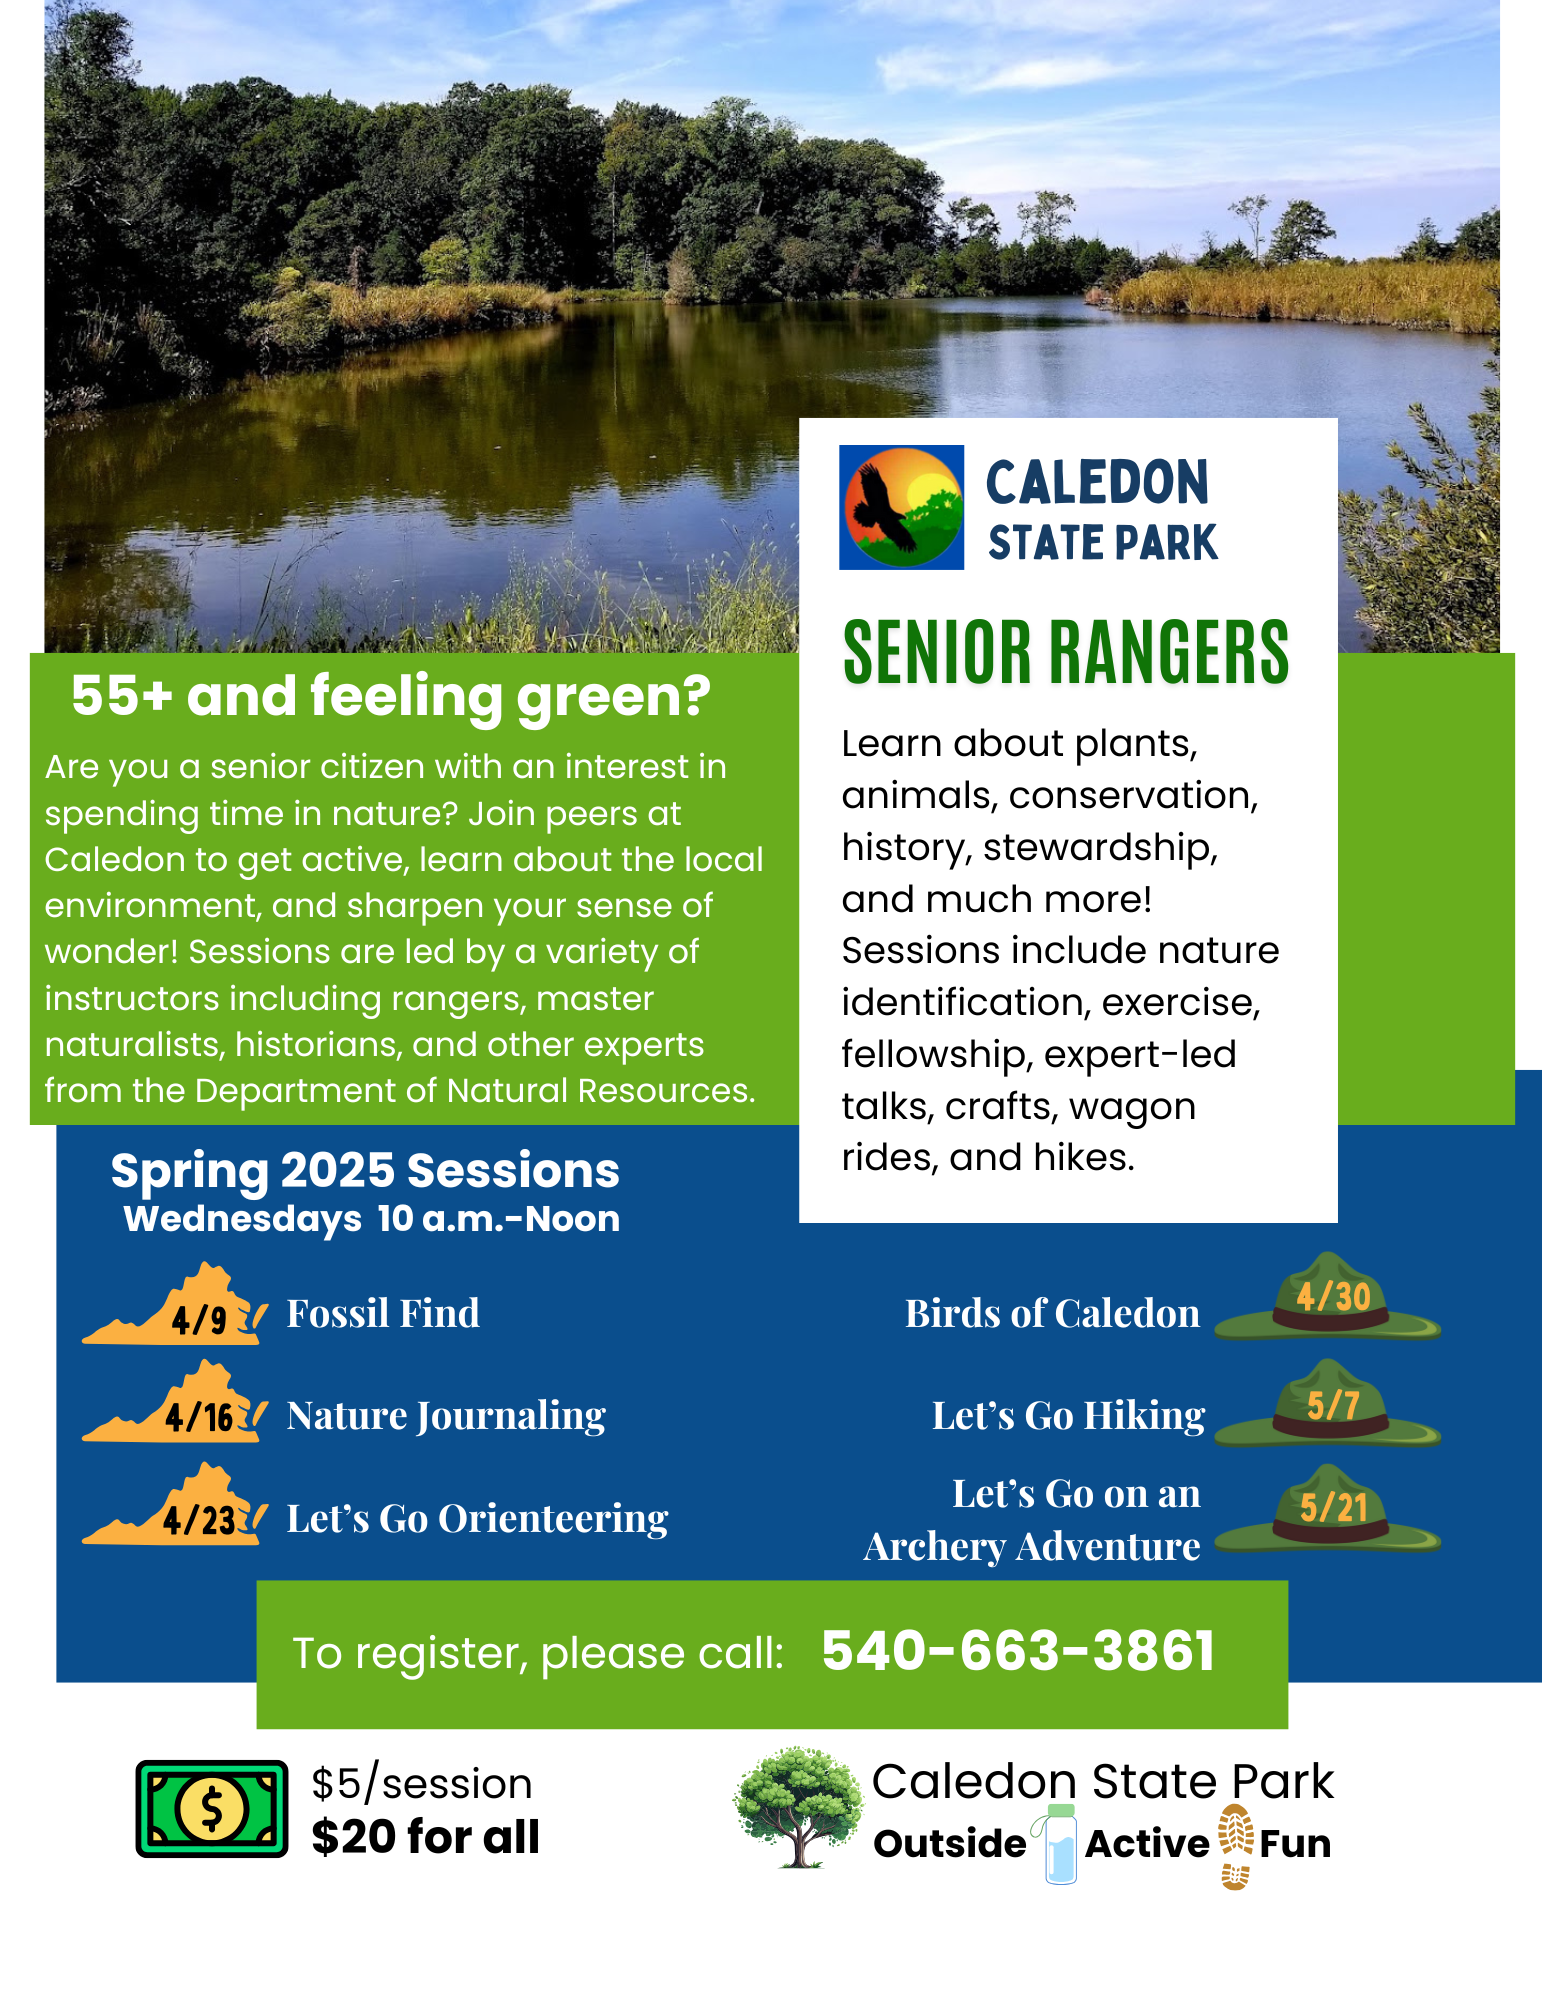 CALEDON
STATE PARK
SENIOR RANGERS
Learn about plants,
animals, conservation,
history, stewardship,
and much more!
Sessions include nature
identification, exercise,
fellowship, expert-led
talks, crafts, wagon
rides, and hikes.
55+ and feeling green?
Are you a senior citizen with an interest in
spending time in nature? Join peers at
Caledon to get active, learn about the local
environment, and sharpen your sense of
wonder! Sessions are led by a variety of
instructors including rangers, master
naturalists, historians, and other experts
from the Department of Natural Resources.
Spring 2025 Sessions
Wednesdays 10 a.m.-Noon
4/9 Fossil Find
4/16 Nature Journaling
4/23 Let's Go Orienteering
Birds of Caledon 4/30
Let's Go Hiking 5/7
Let's Go on an
Archery Adventure 5/21
To register, please call: 540-663-3861
$
$5/session
$20 for all
Caledon State Park
Outside Active Fun